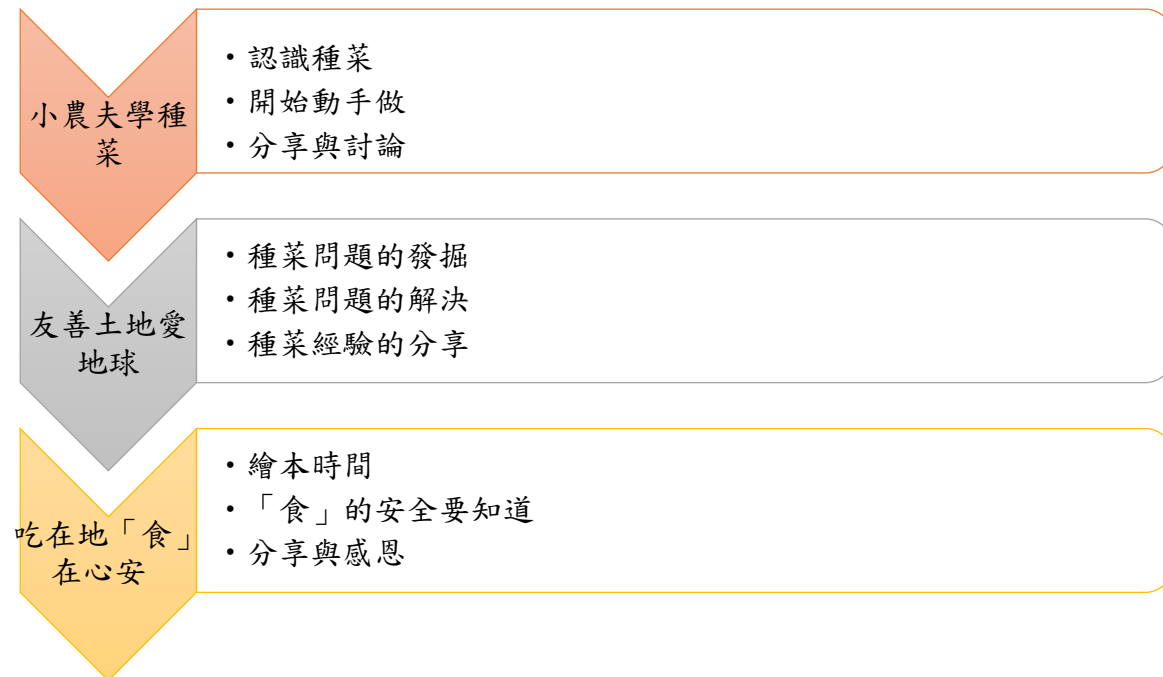 小農夫學種
菜
・認識種菜
・開始動手做
・分享與討論
友善土地愛
地球
・種菜問題的發掘
・種菜問題的解決
・種菜經驗的分享
吃在地「食」
在心安
・繪本時間
・「食」的安全要知道
・分享與感恩